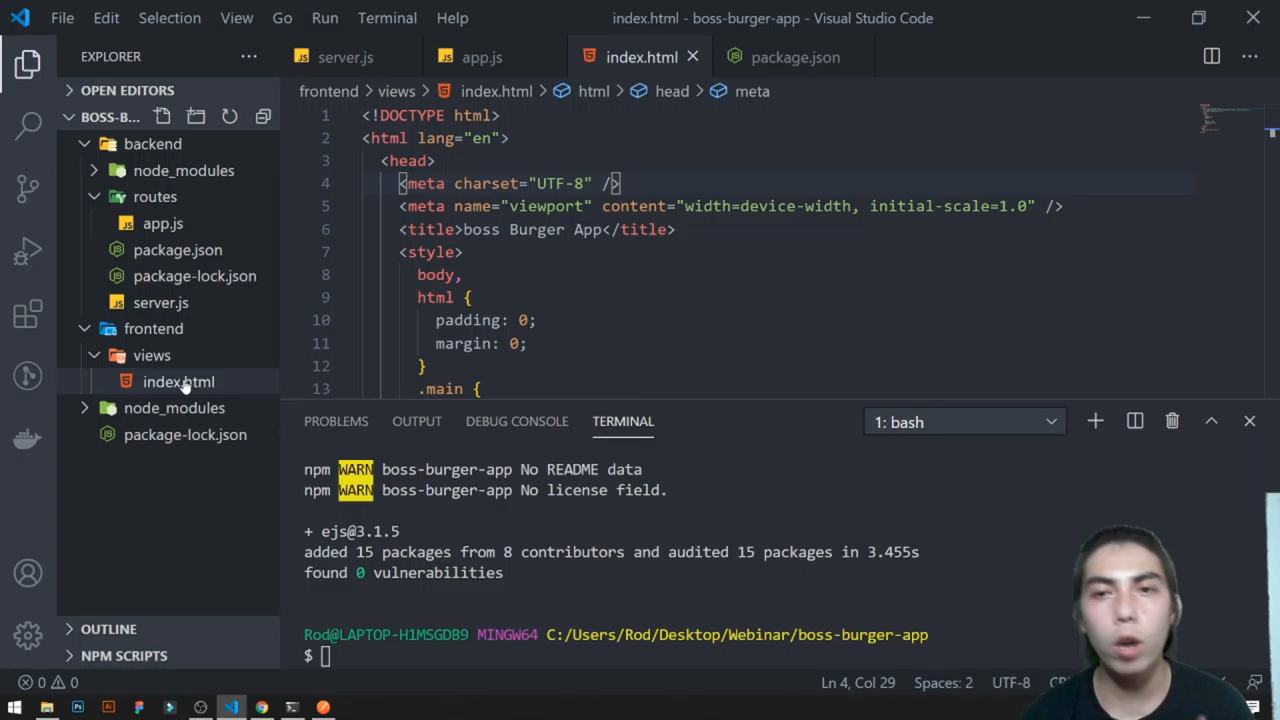 File Edit Selection View Go Run Terminal Help index.html - boss-burger-app - Visual Studio Code
EXPLORER
server.js app.js index.html package.json
OPEN EDITORS
BOSS-B...
backend
node_modules
routes
app.js
package.json
package-lock.json
server.js
frontend
views
index.html
node_modules
package-lock.json
OUTLINE
NPM SCRIPTS
frontend > views > index.html > html > head > meta
1 <!DOCTYPE html>
2 <html lang="en">
3 <head>
4 <meta charset="UTF-8" />
5 <meta name="viewport" content="width=device-width, initial-scale=1.0" />
6 <title>boss Burger App</title>
7 <style>
8 body,
9 html {
10 padding: 0;
11 margin: 0;
12 }
13 .main {
PROBLEMS OUTPUT DEBUG CONSOLE TERMINAL 1: bash
npm WARN boss-burger-app No README data
npm WARN boss-burger-app No license field.
+ ejs@3.1.5
added 15 packages from 8 contributors and audited 15 packages in 3.455s
found 0 vulnerabilities
Rod@LAPTOP-H1MSGDB9 MINGW64 C:/Users/Rod/Desktop/Webinar/boss-burger-app
$
0 0 Ln 4, Col 29 Spaces: 2 UTF-8
Ps Ai